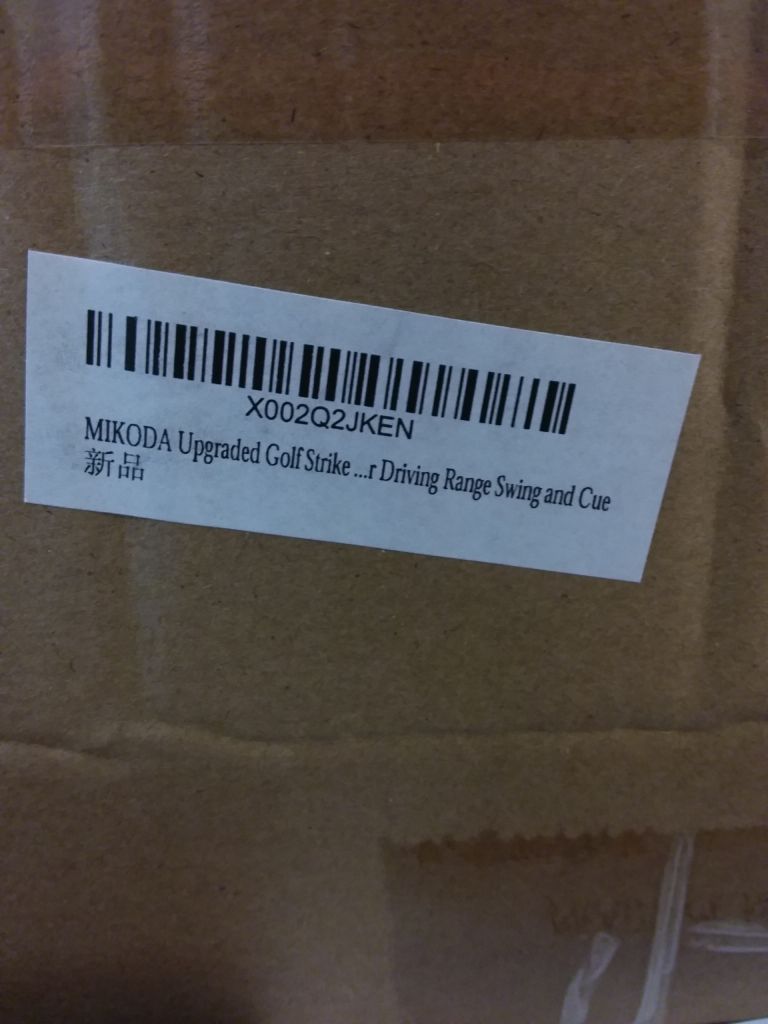 X002Q2JKEN
MIKODA Upgraded Golf Strike ...r Driving Range Swing and Cue
新品